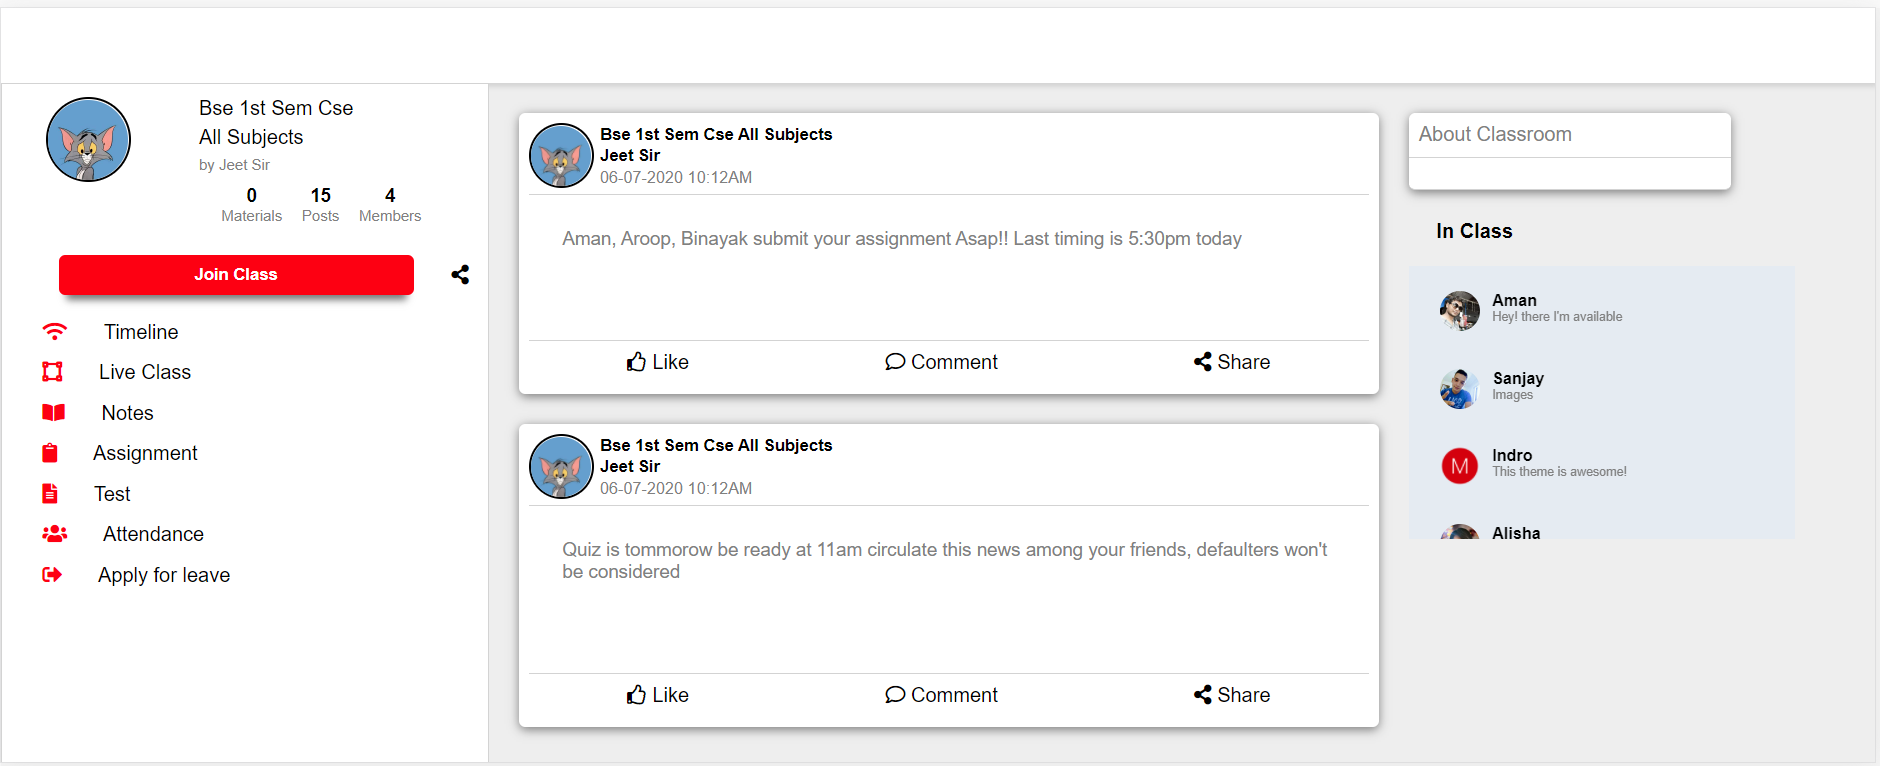 Bse 1st Sem Cse
All Subjects
by Jeet Sir
0 15 4
Materials Posts Members
Join Class
Timeline
Live Class
Notes
Assignment
Test
Attendance
Apply for leave
Bse 1st Sem Cse All Subjects
Jeet Sir
06-07-2020 10:12AM
Aman, Aroop, Binayak submit your assignment Asap!! Last timing is 5:30pm today
Like Comment Share
Bse 1st Sem Cse All Subjects
Jeet Sir
06-07-2020 10:12AM
Quiz is tommorow be ready at 11am circulate this news among your friends, defaulters won't
be considered
Like Comment Share
About Classroom
In Class
Aman
Hey! there I'm available
Sanjay
Images
M
Indro
This theme is awesome!
Alisha